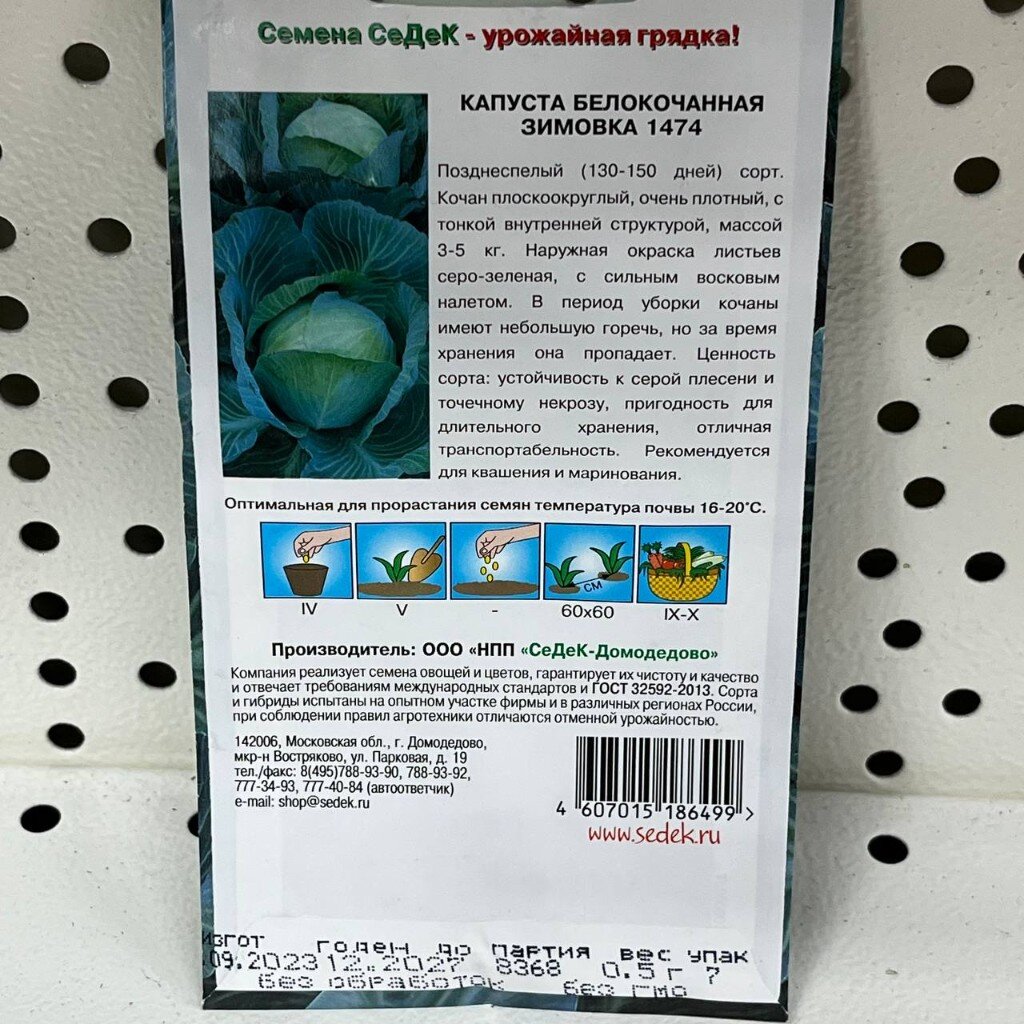 Семена СеДеК - урожайная грядка!
КАПУСТА БЕЛОКОЧАННАЯ
ЗИМОВКА 1474
Позднеспелый (130-150 дней) сорт.
Кочан плоскоокруглый, очень плотный, с
тонкой внутренней структурой, массой
3-5 кг. Наружная окраска листьев
серо-зеленая, с сильным восковым
налетом. В период уборки кочаны
имеют небольшую горечь, но за время
хранения она пропадает. Ценность
сорта: устойчивость к серой плесени и
точечному некрозу, пригодность для
длительного хранения, отличная
транспортабельность. Рекомендуется
для квашения и маринования.
Оптимальная для прорастания семян температура почвы 16-20°С.
см
IV V - 60x60 IX-X
Производитель: ООО «НПП «СеДеК-Домодедово»
Компания реализует семена овощей и цветов, гарантирует их чистоту и качество
и отвечает требованиям международных стандартов и ГОСТ 32592-2013. Сорта
и гибриды испытаны на опытном участке фирмы и в различных регионах России,
при соблюдении правил агротехники отличаются отменной урожайностью.
142006, Московская обл., г. Домодедово,
мкр-н Востряково, ул. Парковая, д. 19
тел./факс: 8(495)788-93-90, 788-93-92,
777-34-93, 777-40-84 (автоответчик)
e-mail: shop@sedek.ru
4 607015 186499 >
www.sedek.ru
изгот годен до партия вес упак
09.2023 12.2027 8368 0.5г 7
без обработок без гмо